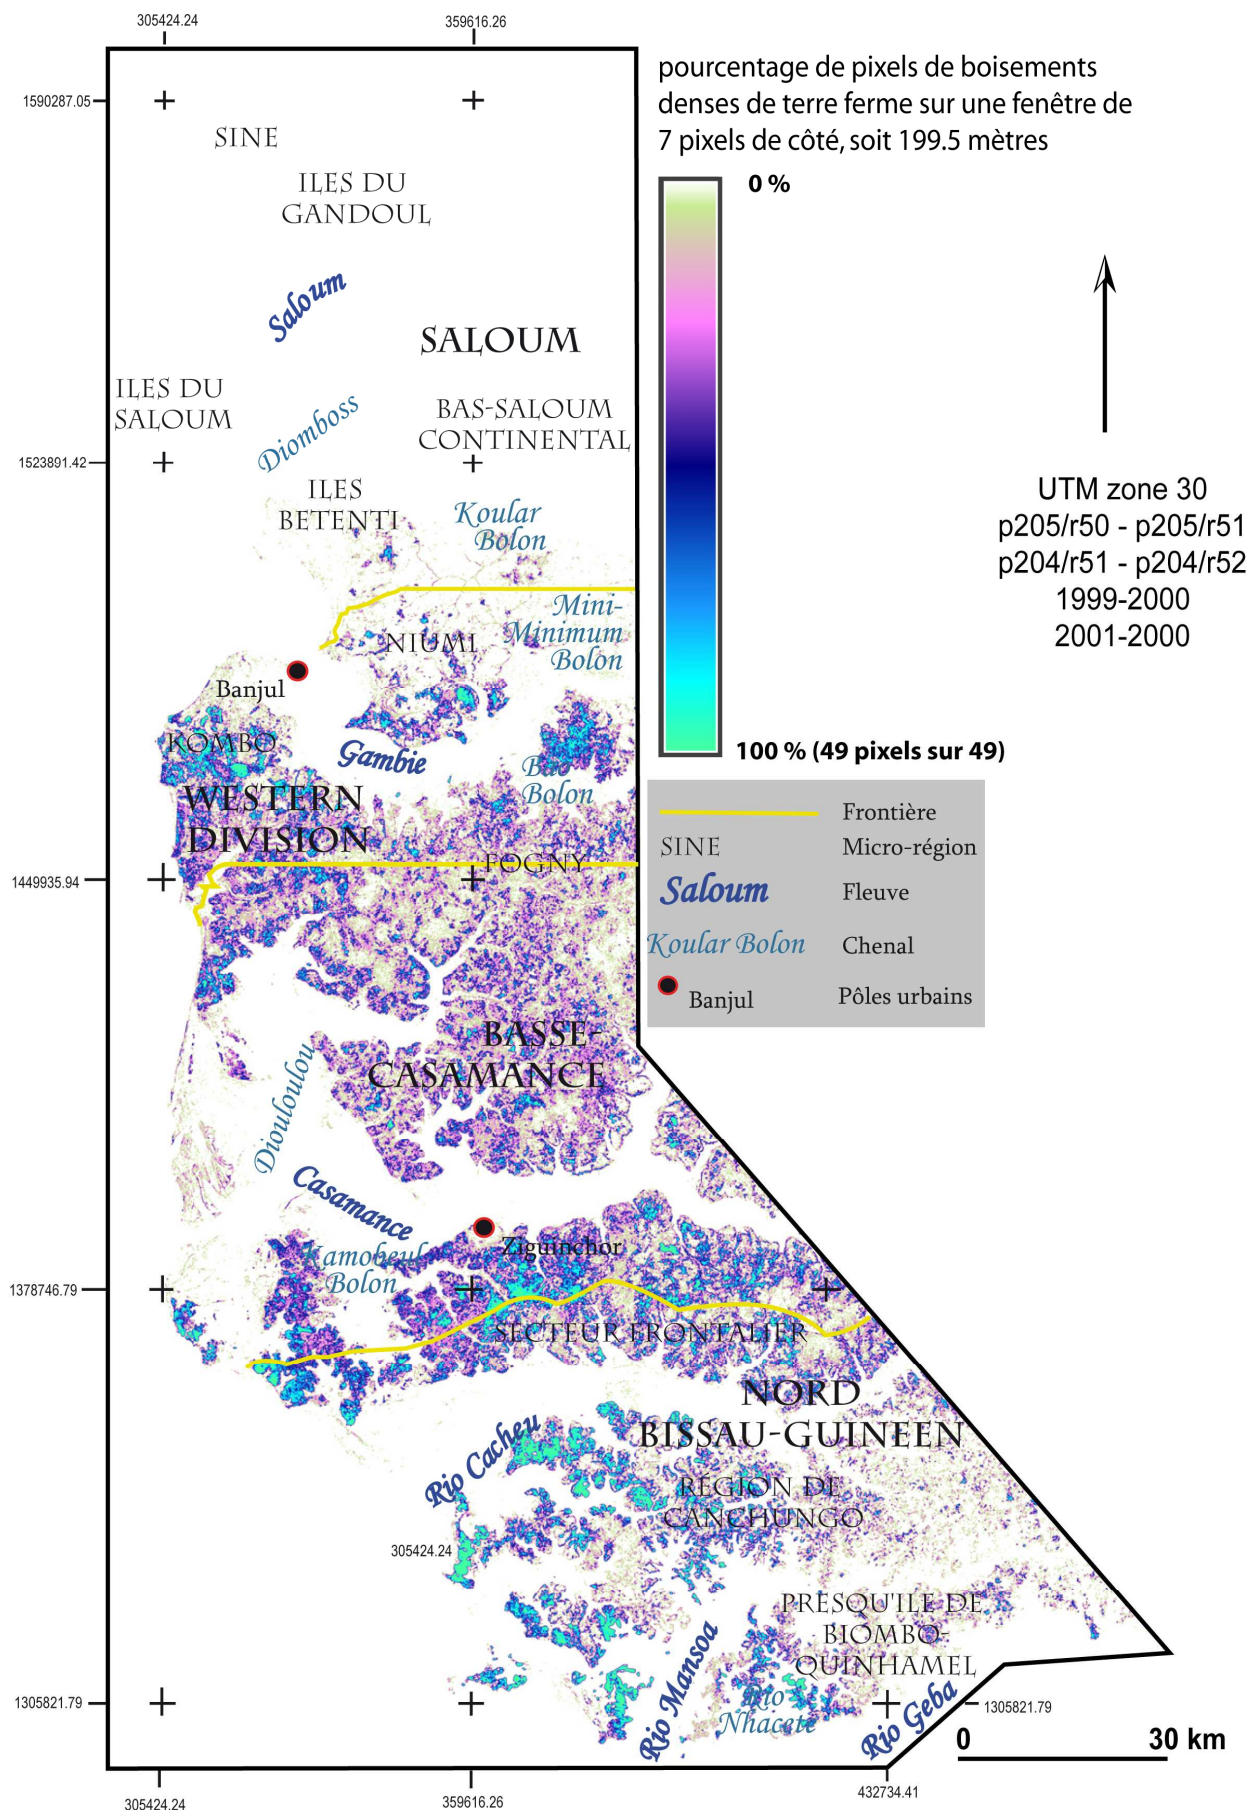 305424.24
359616.26
pourcentage de pixels de boisements
denses de terre ferme sur une fenêtre de
7 pixels de côté, soit 199.5 mètres
1590287.05
SINE
0 %
ILES DU
GANDOUL
Saloum
SALOUM
ILES DU
SALOUM
Diomboss
BAS-SALOUM
CONTINENTAL
1523891.42
ILES
BETENTI
Koular
Bolon
UTM zone 30
p205/r50 - p205/r51
p204/r51 - p204/r52
1999-2000
2001-2000
Mini-
Minimum
Bolon
NIUMI
Banjul
KOMBO
Gambie
100 % (49 pixels sur 49)
Bao
Bolon
WESTERN
DIVISION
Frontière
SINE
Micro-région
FOGNY
1449935.94
Saloum
Fleuve
Koular Bolon
Chenal
Banjul
Pôles urbains
BASSE-
CASAMANCE
Diouloulou
Casamance
Ziguinchor
Kamobeul
Bolon
1378746.79
SECTEUR FRONTALIER
NORD
BISSAU-GUINEEN
Rio Cacheu
RÉGION DE
CANCHUNGO
305424.24
PRESQU'ILE DE
BIOMBO-
QUINHAMEL
Rio Mansoa
Rio
Nhacete
Rio Geba
1305821.79
1305821.79
0
30 km
305424.24
359616.26
432734.41